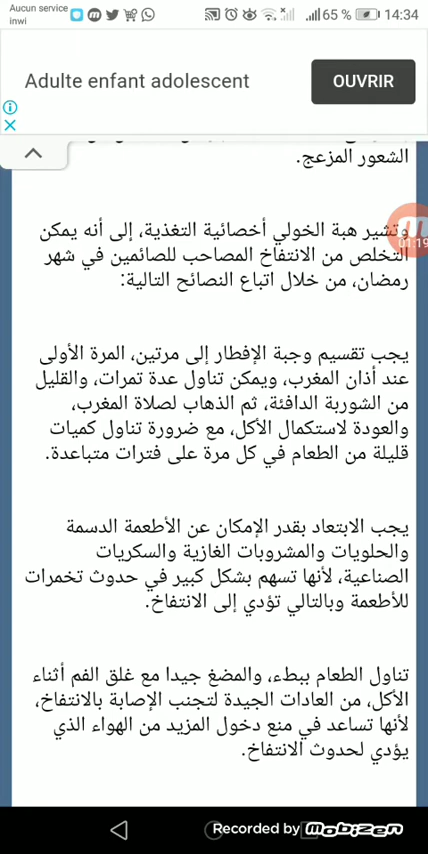 Aucun service
inwi
65 %
14:34
Adulte enfant adolescent
OUVRIR
الشعور المزعج.
وتشير هبة الخولي أخصائية التغذية، إلى أنه يمكن
01:19
التخلص من الانتفاخ المصاحب للصائمين في شهر
رمضان، من خلال اتباع النصائح التالية:
يجب تقسيم وجبة الإفطار إلى مرتين، المرة الأولى
عند أذان المغرب، ويمكن تناول عدة تمرات، والقليل
من الشوربة الدافئة، ثم الذهاب لصلاة المغرب،
والعودة لاستكمال الأكل، مع ضرورة تناول كميات
قليلة من الطعام في كل مرة على فترات متباعدة.
يجب الابتعاد بقدر الإمكان عن الأطعمة الدسمة
والحلويات والمشروبات الغازية والسكريات
الصناعية، لأنها تسهم بشكل كبير في حدوث تخمرات
للأطعمة وبالتالي تؤدي إلى الانتفاخ.
تناول الطعام ببطء، والمضغ جيدا مع غلق الفم أثناء
الأكل، من العادات الجيدة لتجنب الإصابة بالانتفاخ،
لأنها تساعد في منع دخول المزيد من الهواء الذي
يؤدي لحدوث الانتفاخ.
Recorded by mobizen